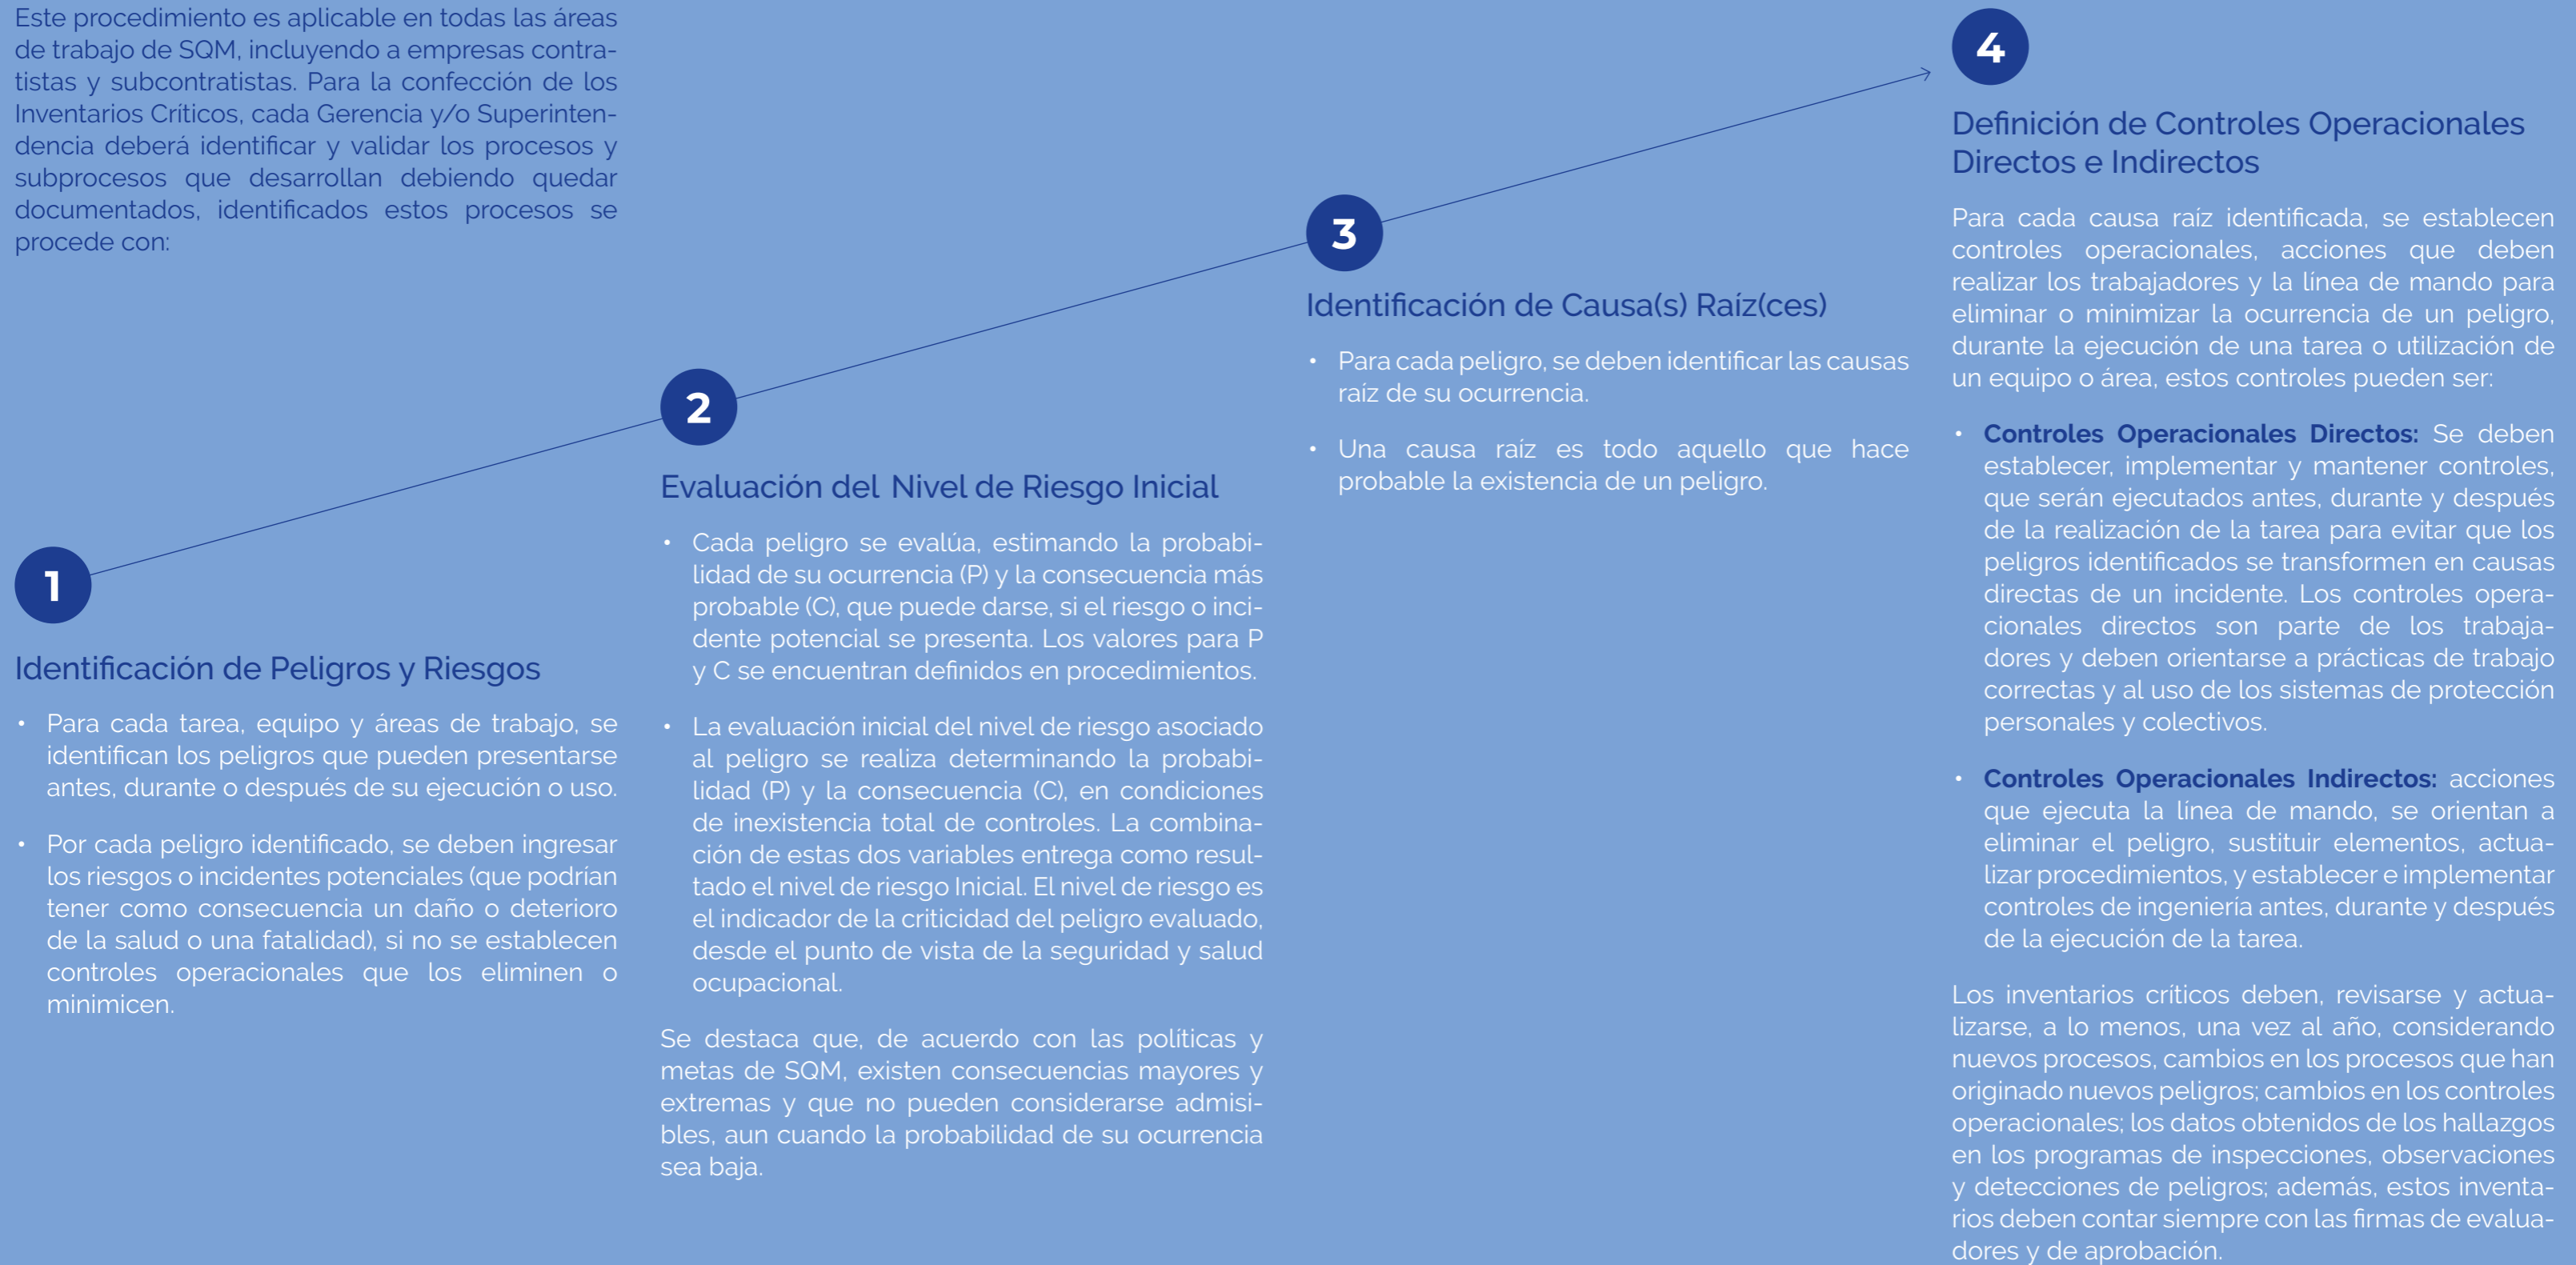 Este procedimiento es aplicable en todas las áreas
de trabajo de SQM, incluyendo a empresas contra-
tistas y subcontratistas. Para la confección de los
Inventarios Críticos, cada Gerencia y/o Superinten-
dencia deberá identificar y validar los procesos y
subprocesos que desarrollan debiendo quedar
documentados, identificados estos procesos se
procede con:
1
Identificación de Peligros y Riesgos
• Para cada tarea, equipo y áreas de trabajo, se
identifican los peligros que pueden presentarse
antes, durante o después de su ejecución o uso.
• Por cada peligro identificado, se deben ingresar
los riesgos o incidentes potenciales (que podrían
tener como consecuencia un daño o deterioro
de la salud o una fatalidad), si no se establecen
controles operacionales que los eliminen o
minimicen.
2
Evaluación del Nivel de Riesgo Inicial
• Cada peligro se evalúa, estimando la probabi-
lidad de su ocurrencia (P) y la consecuencia más
probable (C), que puede darse, si el riesgo o inci-
dente potencial se presenta. Los valores para P
y C se encuentran definidos en procedimientos.
• La evaluación inicial del nivel de riesgo asociado
al peligro se realiza determinando la probabi-
lidad (P) y la consecuencia (C), en condiciones
de inexistencia total de controles. La combina-
ción de estas dos variables entrega como resul-
tado el nivel de riesgo Inicial. El nivel de riesgo es
el indicador de la criticidad del peligro evaluado,
desde el punto de vista de la seguridad y salud
ocupacional.
Se destaca que, de acuerdo con las políticas y
metas de SQM, existen consecuencias mayores y
extremas y que no pueden considerarse admisi-
bles, aun cuando la probabilidad de su ocurrencia
sea baja.
3
Identificación de Causa(s) Raíz(ces)
• Para cada peligro, se deben identificar las causas
raíz de su ocurrencia.
• Una causa raíz es todo aquello que hace
probable la existencia de un peligro.
4
Definición de Controles Operacionales
Directos e Indirectos
Para cada causa raíz identificada, se establecen
controles operacionales, acciones que deben
realizar los trabajadores y la línea de mando para
eliminar o minimizar la ocurrencia de un peligro,
durante la ejecución de una tarea o utilización de
un equipo o área, estos controles pueden ser:
• Controles Operacionales Directos: Se deben
establecer, implementar y mantener controles,
que serán ejecutados antes, durante y después
de la realización de la tarea para evitar que los
peligros identificados se transformen en causas
directas de un incidente. Los controles opera-
cionales directos son parte de los trabaja-
dores y deben orientarse a prácticas de trabajo
correctas y al uso de los sistemas de protección
personales y colectivos.
• Controles Operacionales Indirectos: acciones
que ejecuta la línea de mando, se orientan a
eliminar el peligro, sustituir elementos, actua-
lizar procedimientos, y establecer e implementar
controles de ingeniería antes, durante y después
de la ejecución de la tarea.
Los inventarios críticos deben, revisarse y actua-
lizarse, a lo menos, una vez al año, considerando
nuevos procesos, cambios en los procesos que han
originado nuevos peligros; cambios en los controles
operacionales; los datos obtenidos de los hallazgos
en los programas de inspecciones, observaciones
y detecciones de peligros; además, estos inventa-
rios deben contar siempre con las firmas de evalua-
dores y de aprobación.